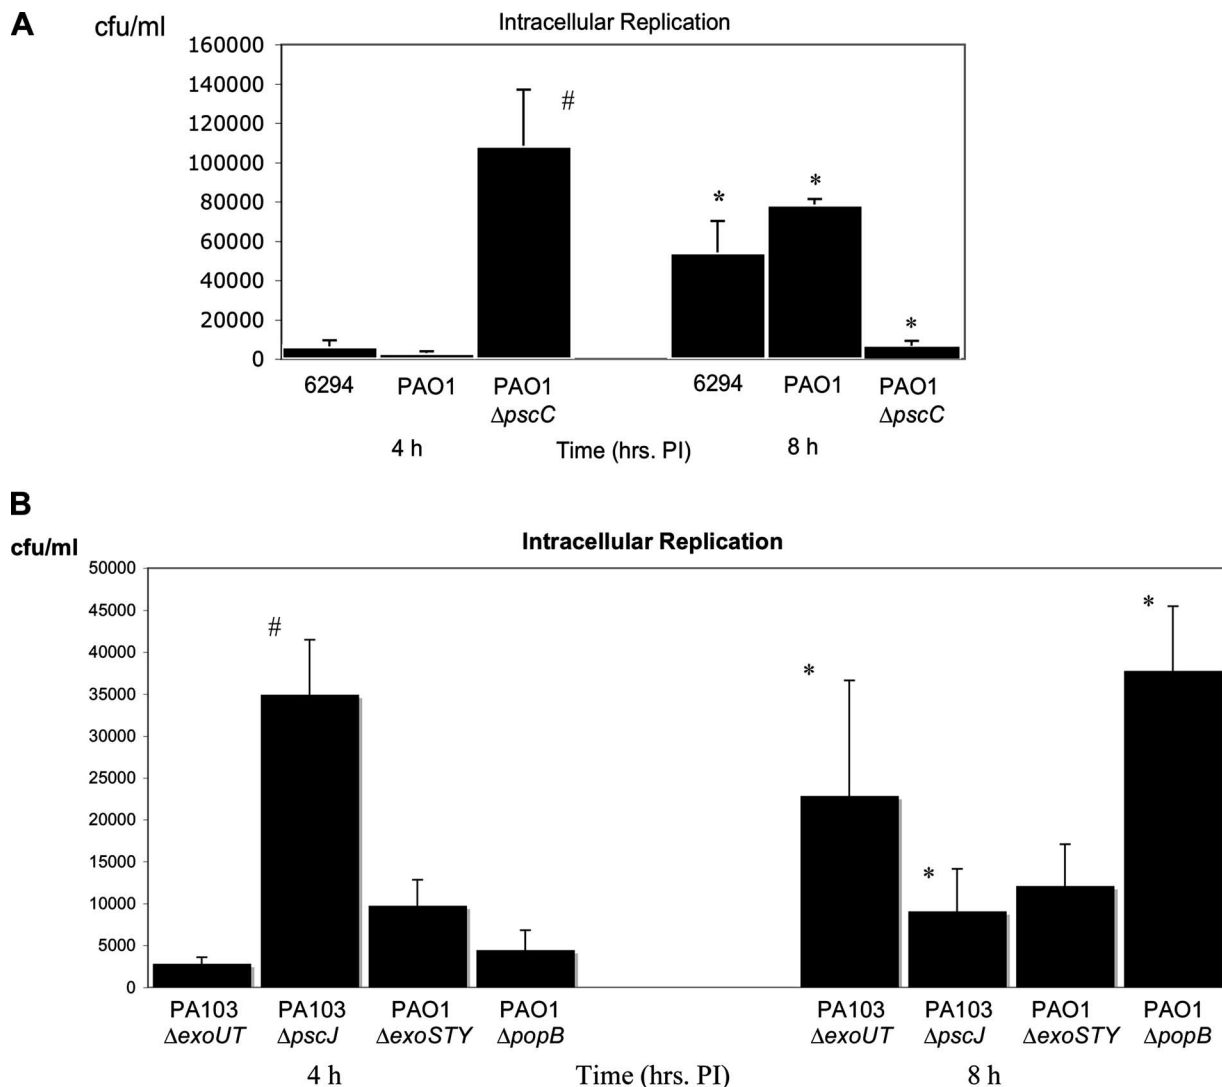 A
cfu/ml
Intracellular Replication
160000
140000
120000
100000
80000
60000
40000
20000
0
#
*
*
*
6294 PAO1 PAO1 6294 PAO1 PAO1
ΔpscC ΔpscC
4 h Time (hrs. PI) 8 h
B
cfu/ml
Intracellular Replication
50000
45000
40000
35000
30000
25000
20000
15000
10000
5000
0
#
*
*
*
PA103 PA103 PAO1 PAO1 PA103 PA103 PAO1 PAO1
ΔexoUT ΔpscJ ΔexoSTY ΔpopB ΔexoUT ΔpscJ ΔexoSTY ΔpopB
4 h Time (hrs. PI) 8 h